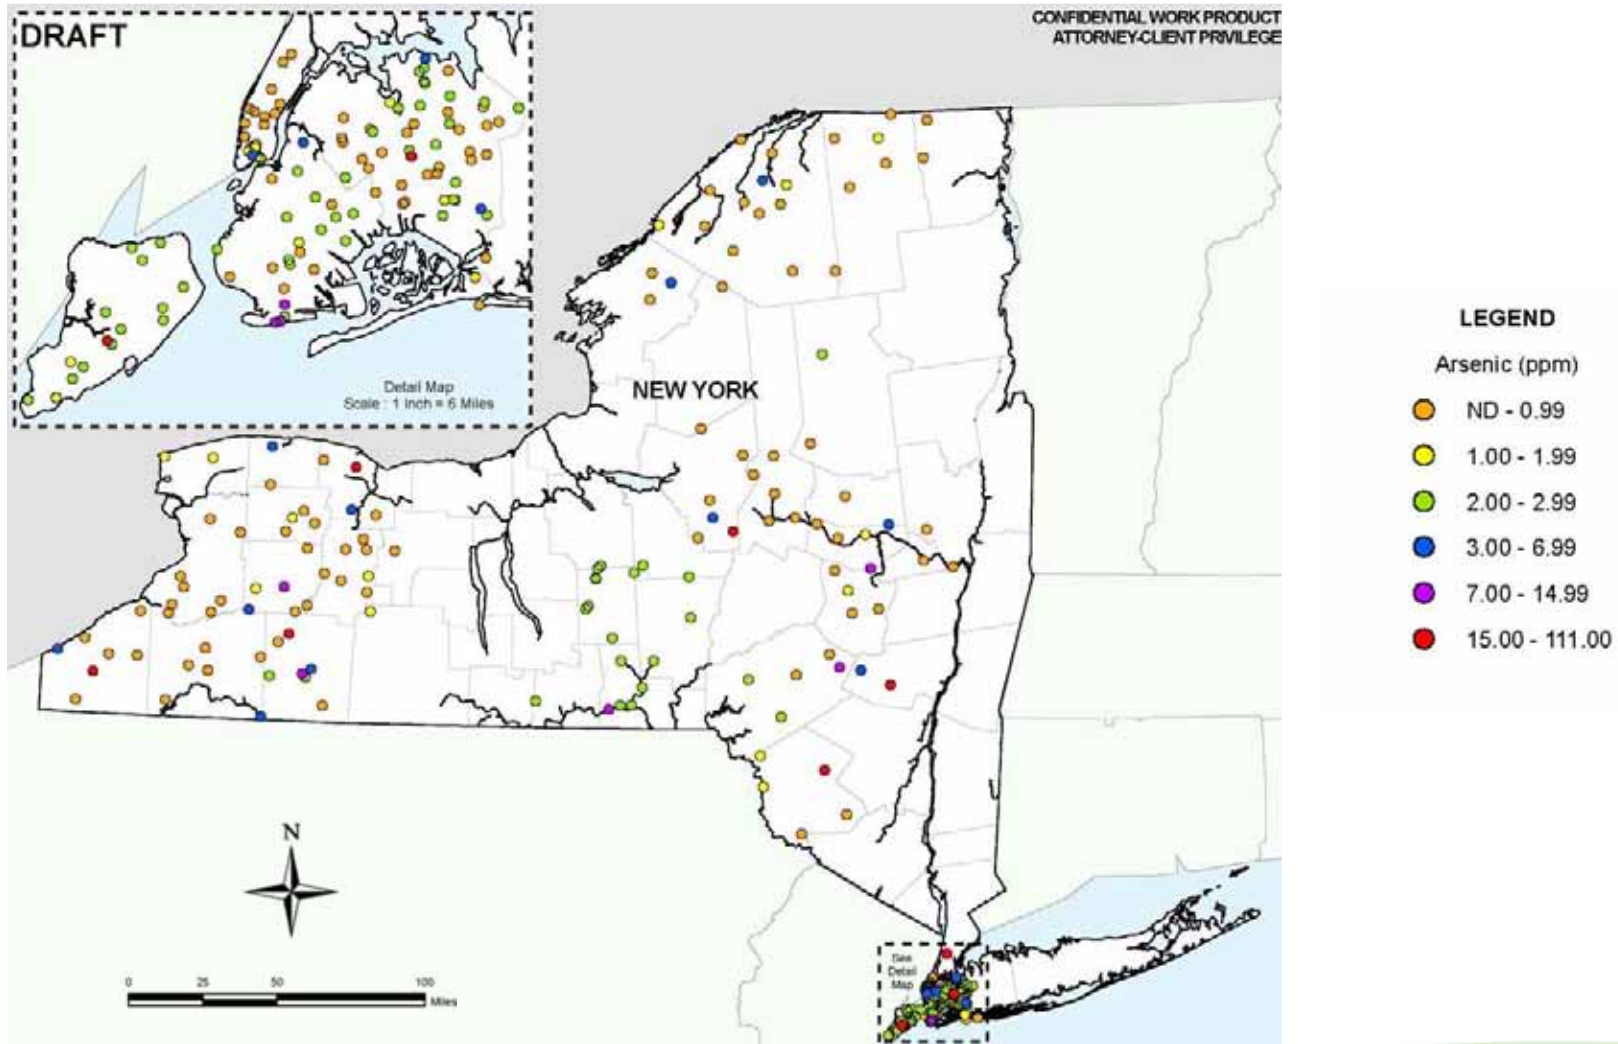 DRAFT
CONFIDENTIAL WORK PRODUCT
ATTORNEY-CLIENT PRIVILEGE
Detail Map
Scale : 1 inch = 6 Miles
NEW YORK
LEGEND
Arsenic (ppm)
ND - 0.99
1.00 - 1.99
2.00 - 2.99
3.00 - 6.99
7.00 - 14.99
15.00 - 111.00
N
0 25 50 100
Miles
See
Detail
Map